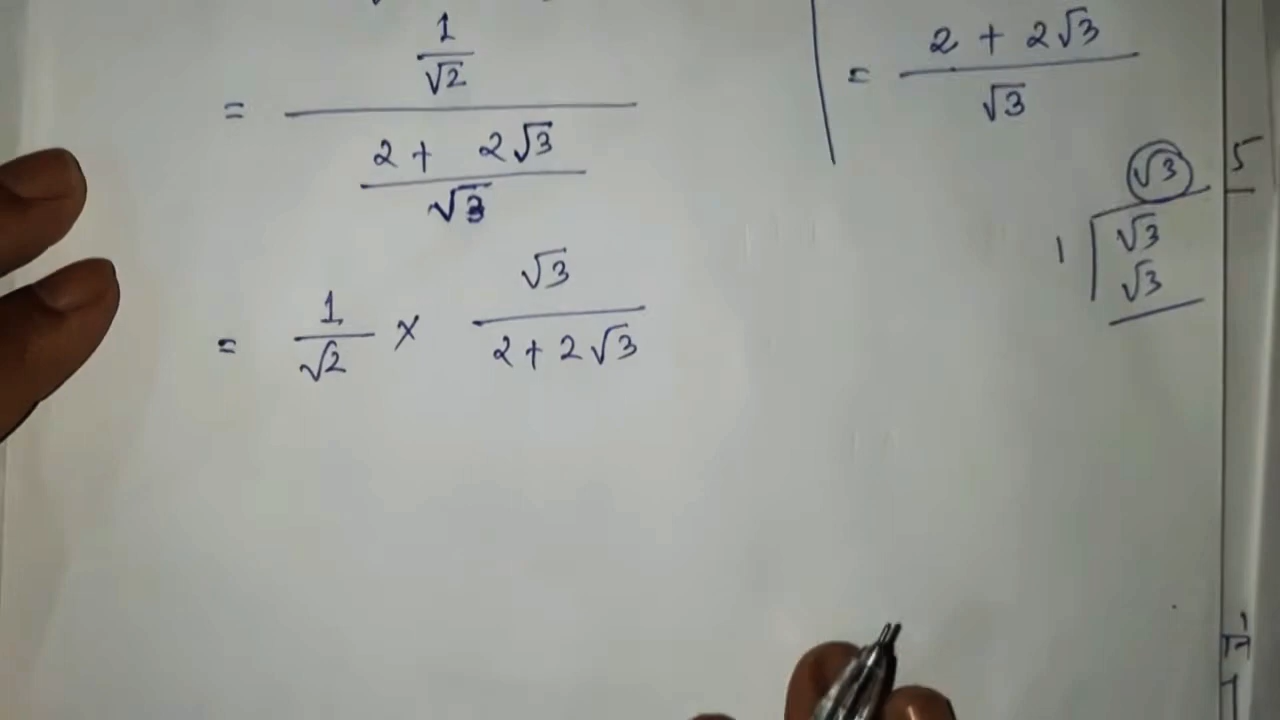 = 1/√2 / (2 + 2√3)/√3
= 1/√2 × √3/(2 + 2√3)
= (2 + 2√3)/√3
√3
1 √3
√3
5